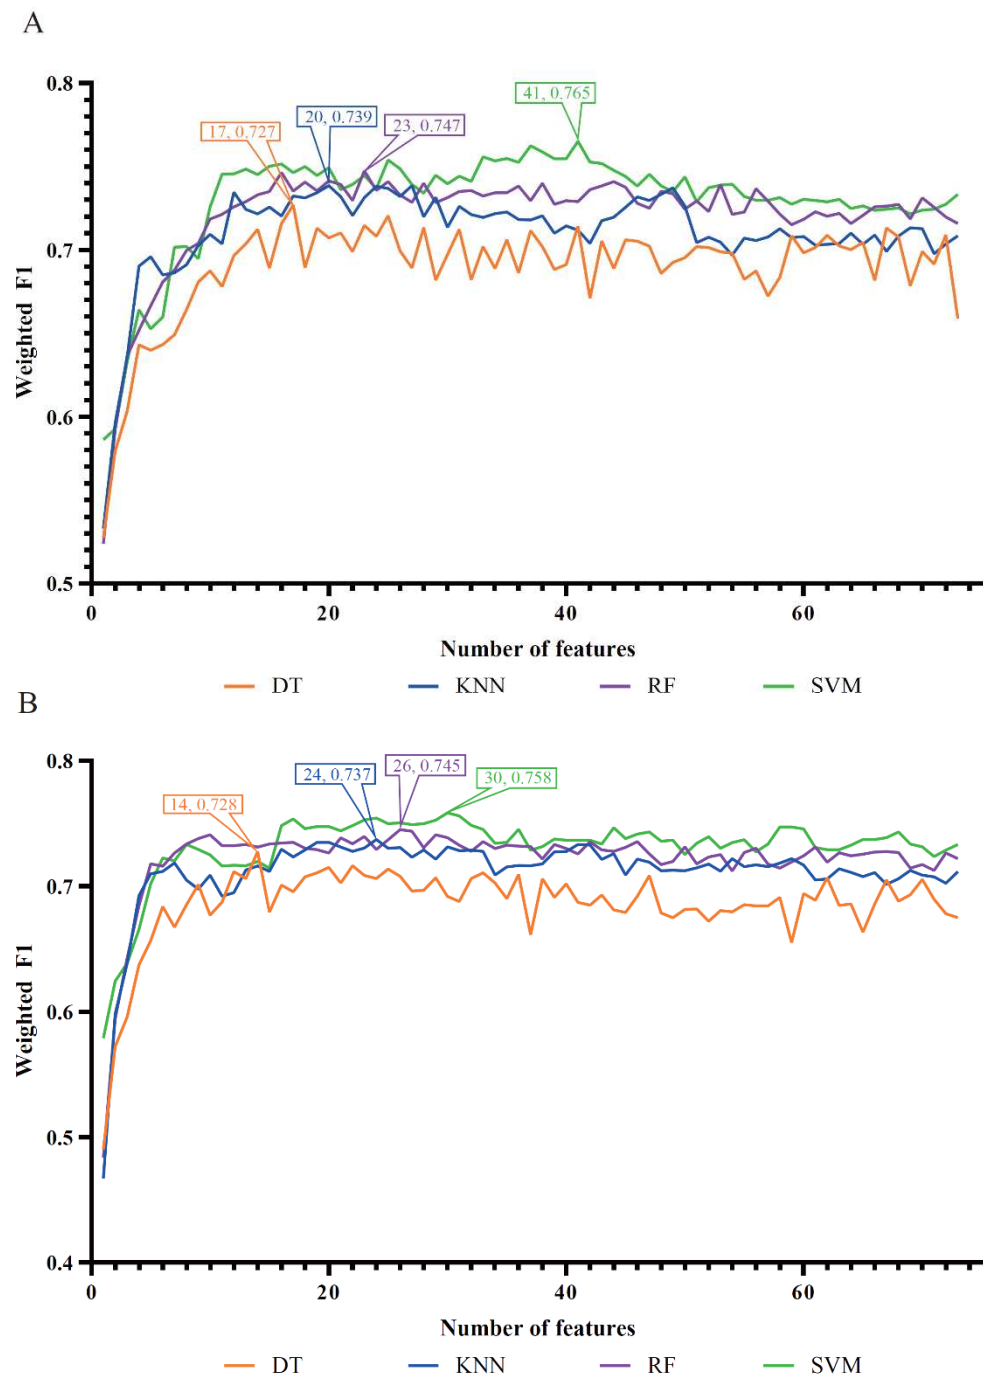 A
0.8
41, 0.765
20, 0.739
23, 0.747
17, 0.727
0.7
Weighted F1
0.6
0.5
0 20 40 60
Number of features
DT KNN RF SVM
B
0.8
26, 0.745
24, 0.737
30, 0.758
14, 0.728
0.7
Weighted F1
0.6
0.5
0.4
0 20 40 60
Number of features
DT KNN RF SVM